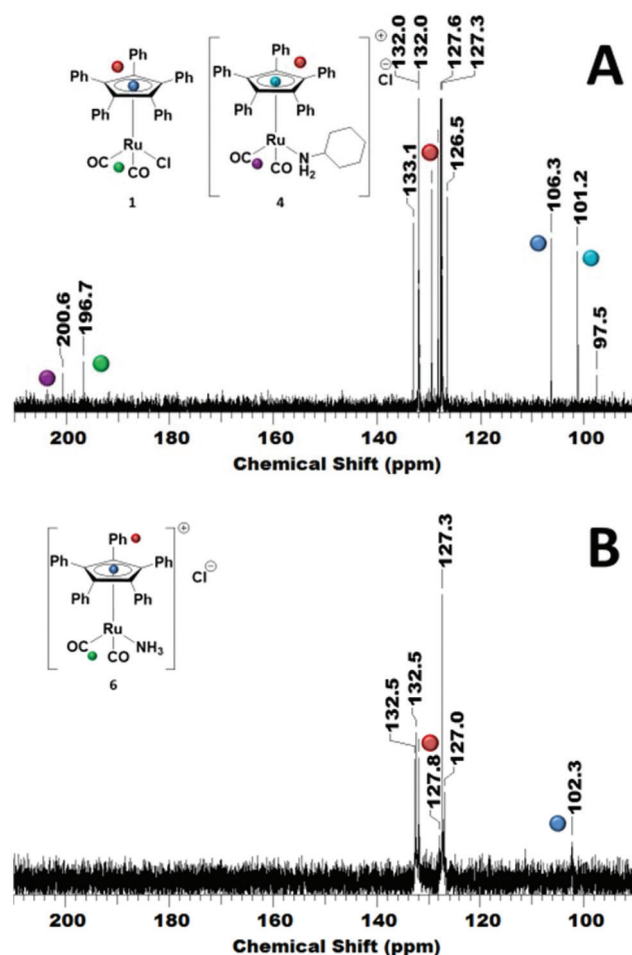 A
Ph
Ph
Ph
Ph
Ph
Ru
OC
CO
Cl
1
Ph
Ph
Ph
Ph
Ph
Ru
OC
CO
N
H₂
4
⊕
Cl
⊖
132.0
132.0
127.6
127.3
133.1
126.5
106.3
101.2
97.5
200.6
196.7
200 180 160 140 120 100
Chemical Shift (ppm)
B
Ph
Ph
Ph
Ph
Ph
Ru
OC
CO
NH₃
6
⊕
Cl⊖
127.3
132.5
132.5
127.8
127.0
102.3
200 180 160 140 120 100
Chemical Shift (ppm)